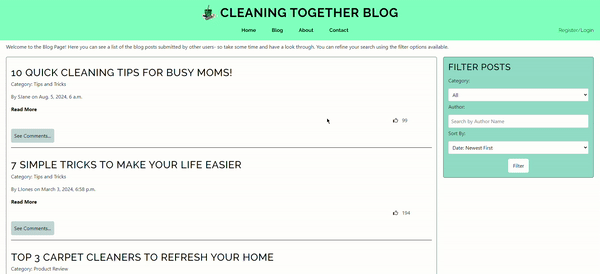 CLEANING TOGETHER BLOG
Home Blog About Contact Register/Login
Welcome to the Blog Page! Here you can see a list of the blog posts submitted by other users- so take some time and have a look through. You can refine your search using the filter options available.
10 QUICK CLEANING TIPS FOR BUSY MOMS!
Category: Tips and Tricks
By Slane on Aug. 5, 2024, 6 a.m.
Read More
99
See Comments...
7 SIMPLE TRICKS TO MAKE YOUR LIFE EASIER
Category: Tips and Tricks
By LJones on March 3, 2024, 6:58 p.m.
Read More
194
See Comments...
TOP 3 CARPET CLEANERS TO REFRESH YOUR HOME
Category: Product Review
FILTER POSTS
Category:
All
Author:
Search by Author Name
Sort By:
Date: Newest First
Filter